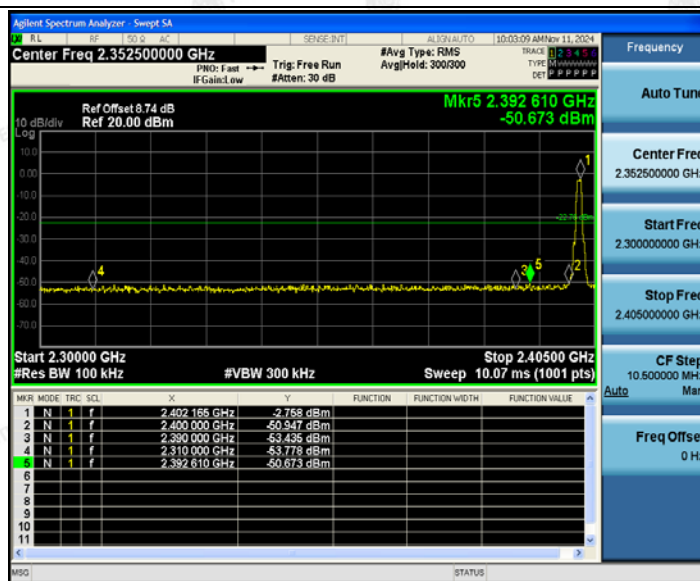 Agilent Spectrum Analyzer - Swept SA
RL RF 50 Ω AC SENSE:INT ALIGN AUTO 10:03:09 AM Nov 11, 2024
Center Freq 2.352500000 GHz
PNO: Fast
IFGain:Low
Trig: Free Run
#Atten: 30 dB
#Avg Type: RMS
Avg|Hold: 300/300
TRACE 1 2 3 4 5 6
TYPE M
DET P P P P P P
Ref Offset 8.74 dB
10 dB/div Ref 20.00 dBm
Log
Mkr5 2.392 610 GHz
-50.673 dBm
10.0
0.00
-10.0
-20.0
-30.0
-40.0
-50.0
-60.0
-70.0
1
4
3
5
2
Start 2.30000 GHz Stop 2.40500 GHz
#Res BW 100 kHz #VBW 300 kHz Sweep 10.07 ms (1001 pts)
MKR MODE TRC SCL X Y FUNCTION FUNCTION WIDTH FUNCTION VALUE
1 N 1 f 2.402 165 GHz -2.758 dBm
2 N 1 f 2.400 000 GHz -50.947 dBm
3 N 1 f 2.390 000 GHz -53.435 dBm
4 N 1 f 2.310 000 GHz -53.778 dBm
5 N 1 f 2.392 610 GHz -50.673 dBm
6
7
8
9
10
11
MSG STATUS
Frequency
Auto Tune
Center Freq
2.352500000 GHz
Start Freq
2.300000000 GHz
Stop Freq
2.405000000 GHz
CF Step
10.500000 MHz
Auto Man
Freq Offset
0 Hz